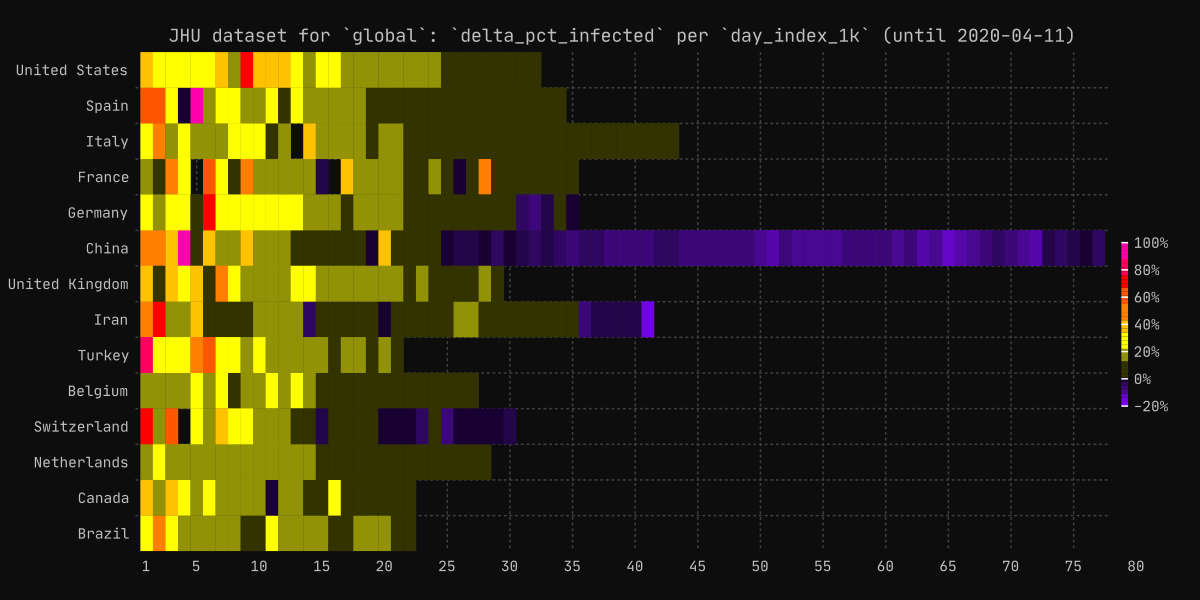 JHU dataset for `global`: `delta_pct_infected` per `day_index_1k` (until 2020-04-11)
United States
Spain
Italy
France
Germany
China
United Kingdom
Iran
Turkey
Belgium
Switzerland
Netherlands
Canada
Brazil
100%
80%
60%
40%
20%
0%
-20%
1 5 10 15 20 25 30 35 40 45 50 55 60 65 70 75 80